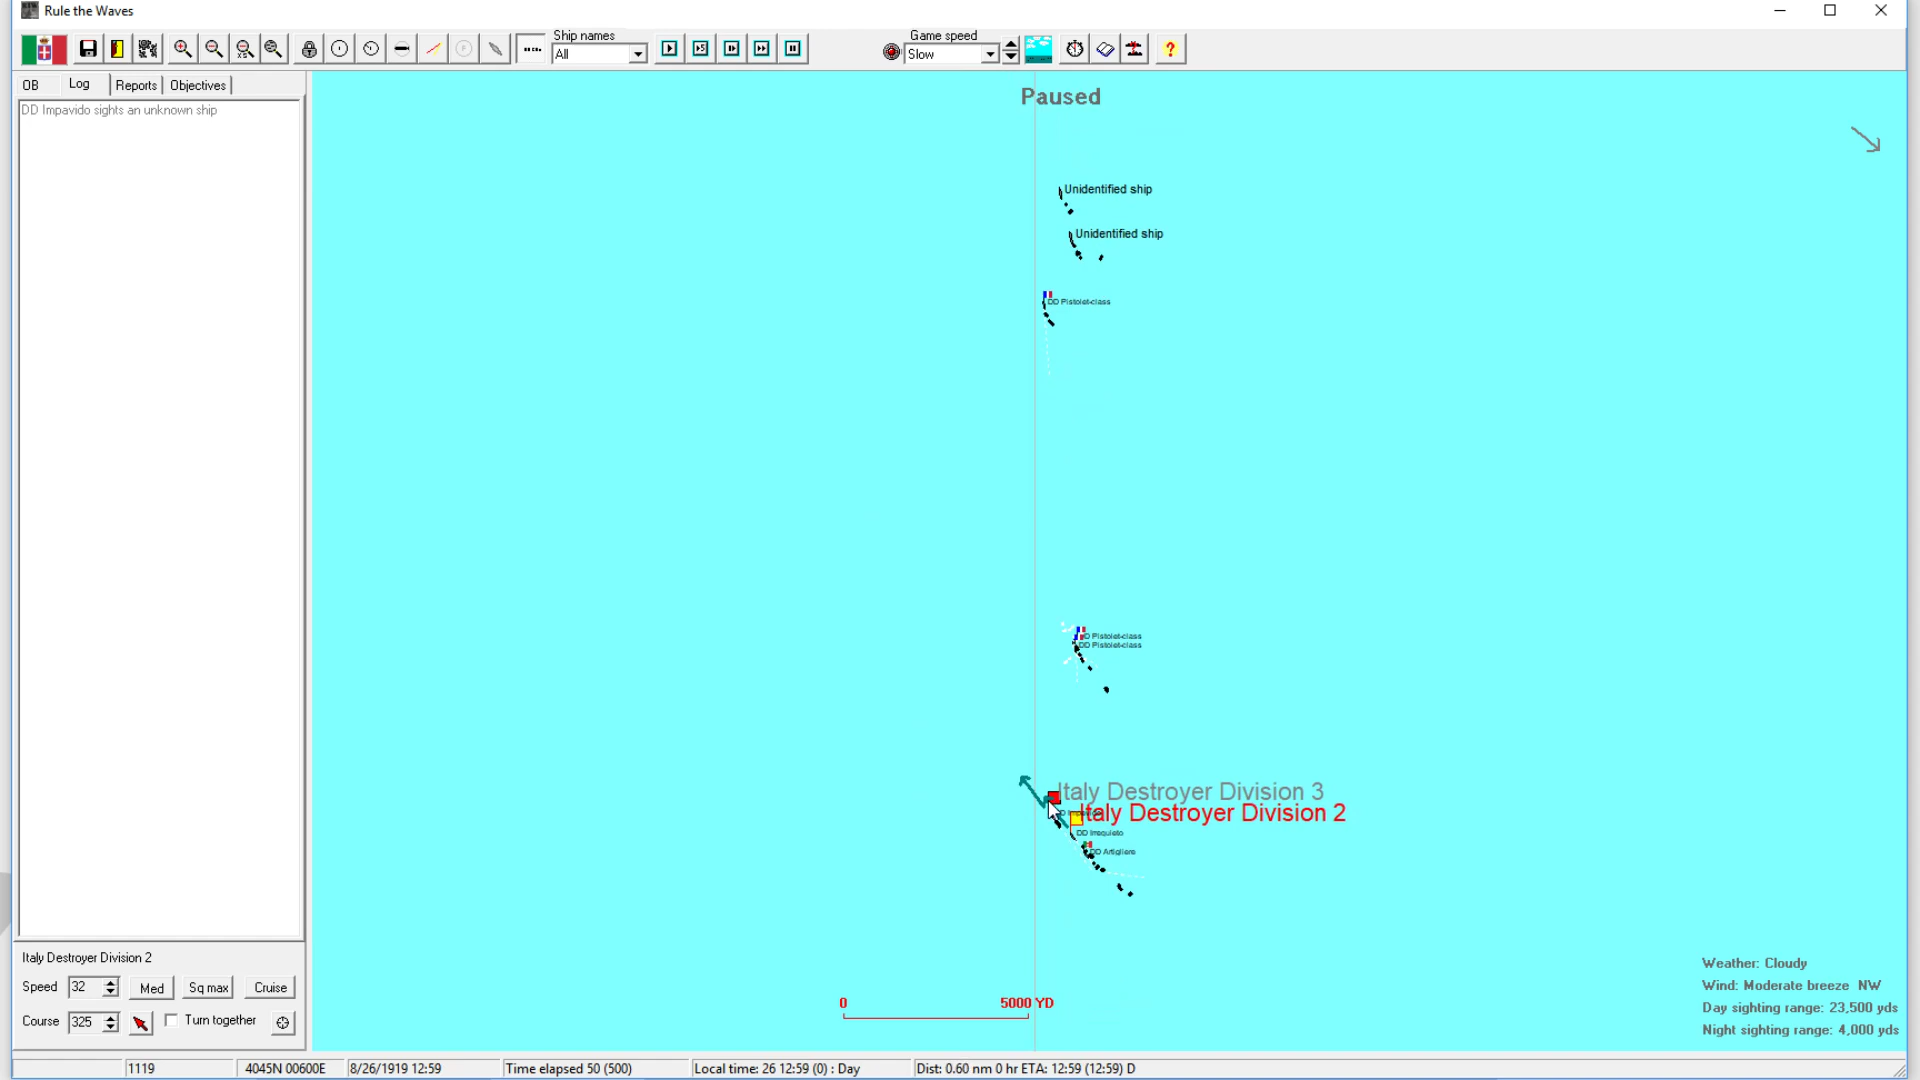 Rule the Waves
Ship names
All
Game speed
Slow
OB
Log
Reports
Objectives
DD Impavido sights an unknown ship
Paused
Unidentified ship
Unidentified ship
DD Pistolet-class
D Pistolet-class
DD Pistolet-class
Italy Destroyer Division 3
Italy Destroyer Division 2
DD Irrequieto
DD Artigliere
0
5000 YD
Weather: Cloudy
Wind: Moderate breeze NW
Day sighting range: 23,500 yds
Night sighting range: 4,000 yds
Italy Destroyer Division 2
Speed 32 Med Sq max Cruise
Course 325 Turn together
1119 4045N 00600E 8/26/1919 12:59 Time elapsed 50 (500) Local time: 26 12:59 (0) : Day Dist: 0.60 nm 0 hr ETA: 12:59 (12:59) D